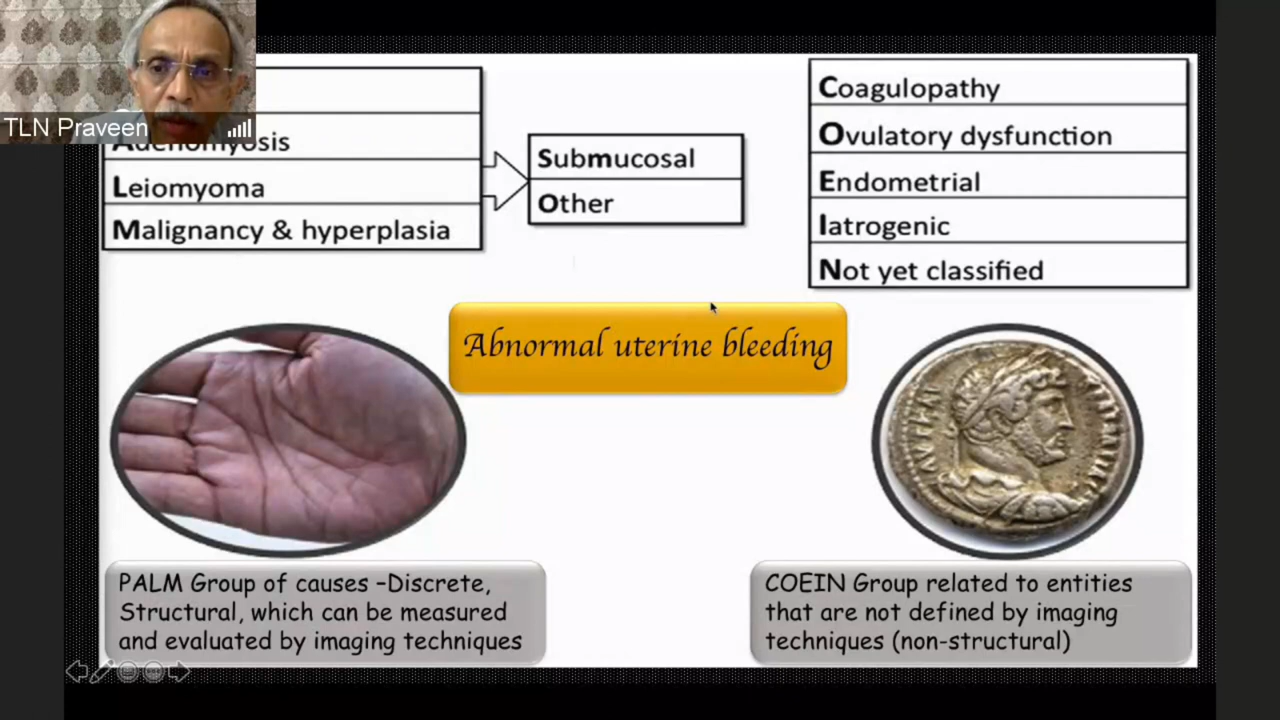 TLN Praveen
Adenomyosis
Leiomyoma
Malignancy & hyperplasia
Submucosal
Other
Coagulopathy
Ovulatory dysfunction
Endometrial
Iatrogenic
Not yet classified
Abnormal uterine bleeding
PALM Group of causes –Discrete,
Structural, which can be measured
and evaluated by imaging techniques
COEIN Group related to entities
that are not defined by imaging
techniques (non-structural)